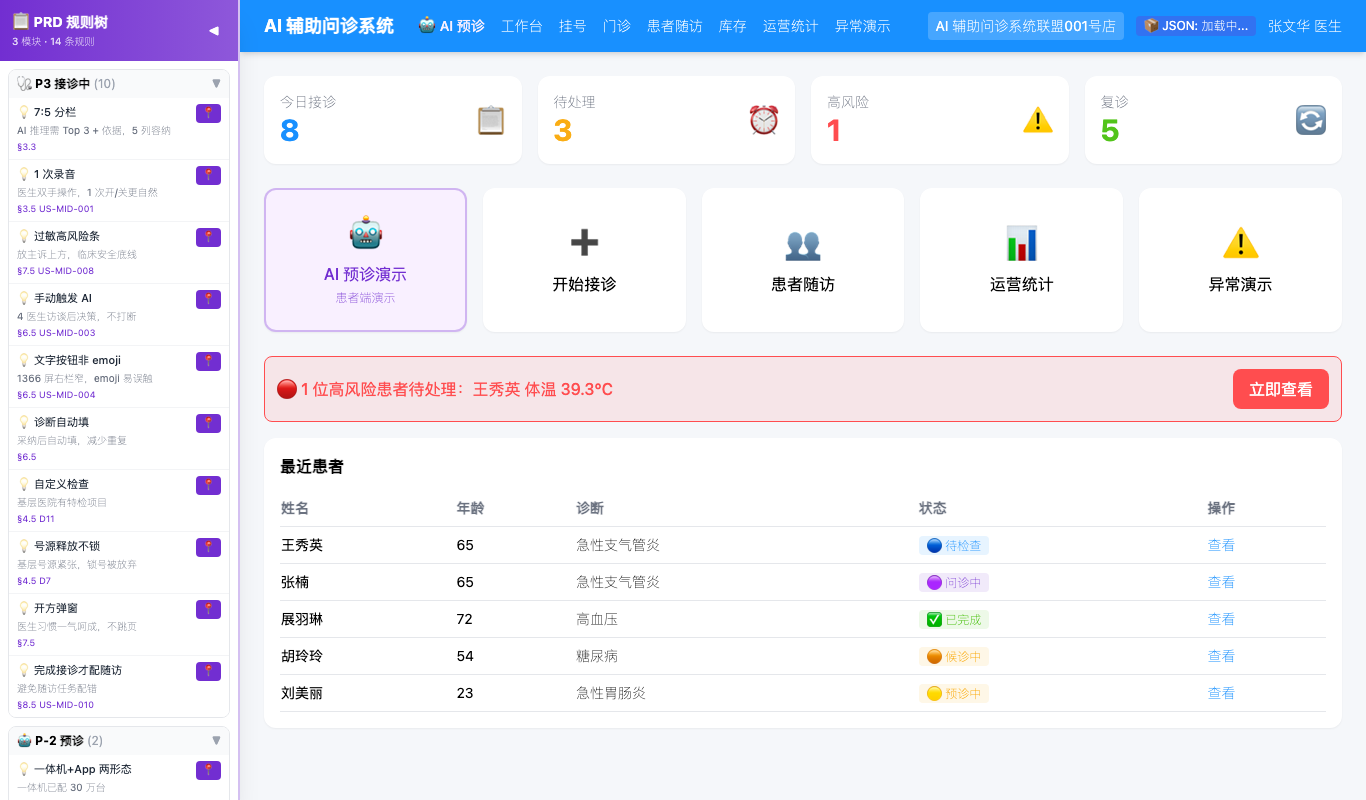 📋 PRD 规则树
3 模块 · 14 条规则
◀
🩺 P3 接诊中 (10) ▼
💡 7:5 分栏
AI 推理需 Top 3 + 依据，5 列容纳
§3.3
💡 1 次录音
医生双手操作，1 次开/关更自然
§3.5 US-MID-001
💡 过敏高风险条
放主诉上方，临床安全底线
§7.5 US-MID-008
💡 手动触发 AI
4 医生访谈后决策，不打断
§6.5 US-MID-003
💡 文字按钮非 emoji
1366 屏右栏窄，emoji 易误触
§6.5 US-MID-004
💡 诊断自动填
采纳后自动填，减少重复
§6.5
💡 自定义检查
基层医院有特检项目
§4.5 D11
💡 号源释放不锁
基层号源紧张，锁号被放弃
§4.5 D7
💡 开方弹窗
医生习惯一气呵成，不跳页
§7.5
💡 完成接诊才配随访
避免随访任务配错
§8.5 US-MID-010
🤖 P-2 预诊 (2) ▼
💡 一体机+App 两形态
一体机已配 30 万台
AI 辅助问诊系统 🤖 AI 预诊 工作台 挂号 门诊 患者随访 库存 运营统计 异常演示 AI 辅助问诊系统联盟001号店 📦 JSON: 加载中... 张文华 医生
今日接诊
8
待处理
3
高风险
1
复诊
5
AI 预诊演示
患者端演示
开始接诊
患者随访
运营统计
异常演示
🔴 1 位高风险患者待处理：王秀英 体温 39.3°C 立即查看
最近患者
姓名 年龄 诊断 状态 操作
王秀英 65 急性支气管炎 🔵 待检查 查看
张楠 65 急性支气管炎 🟣 问诊中 查看
展羽琳 72 高血压 ✅ 已完成 查看
胡玲玲 54 糖尿病 🟠 候诊中 查看
刘美丽 23 急性胃肠炎 🟡 预诊中 查看